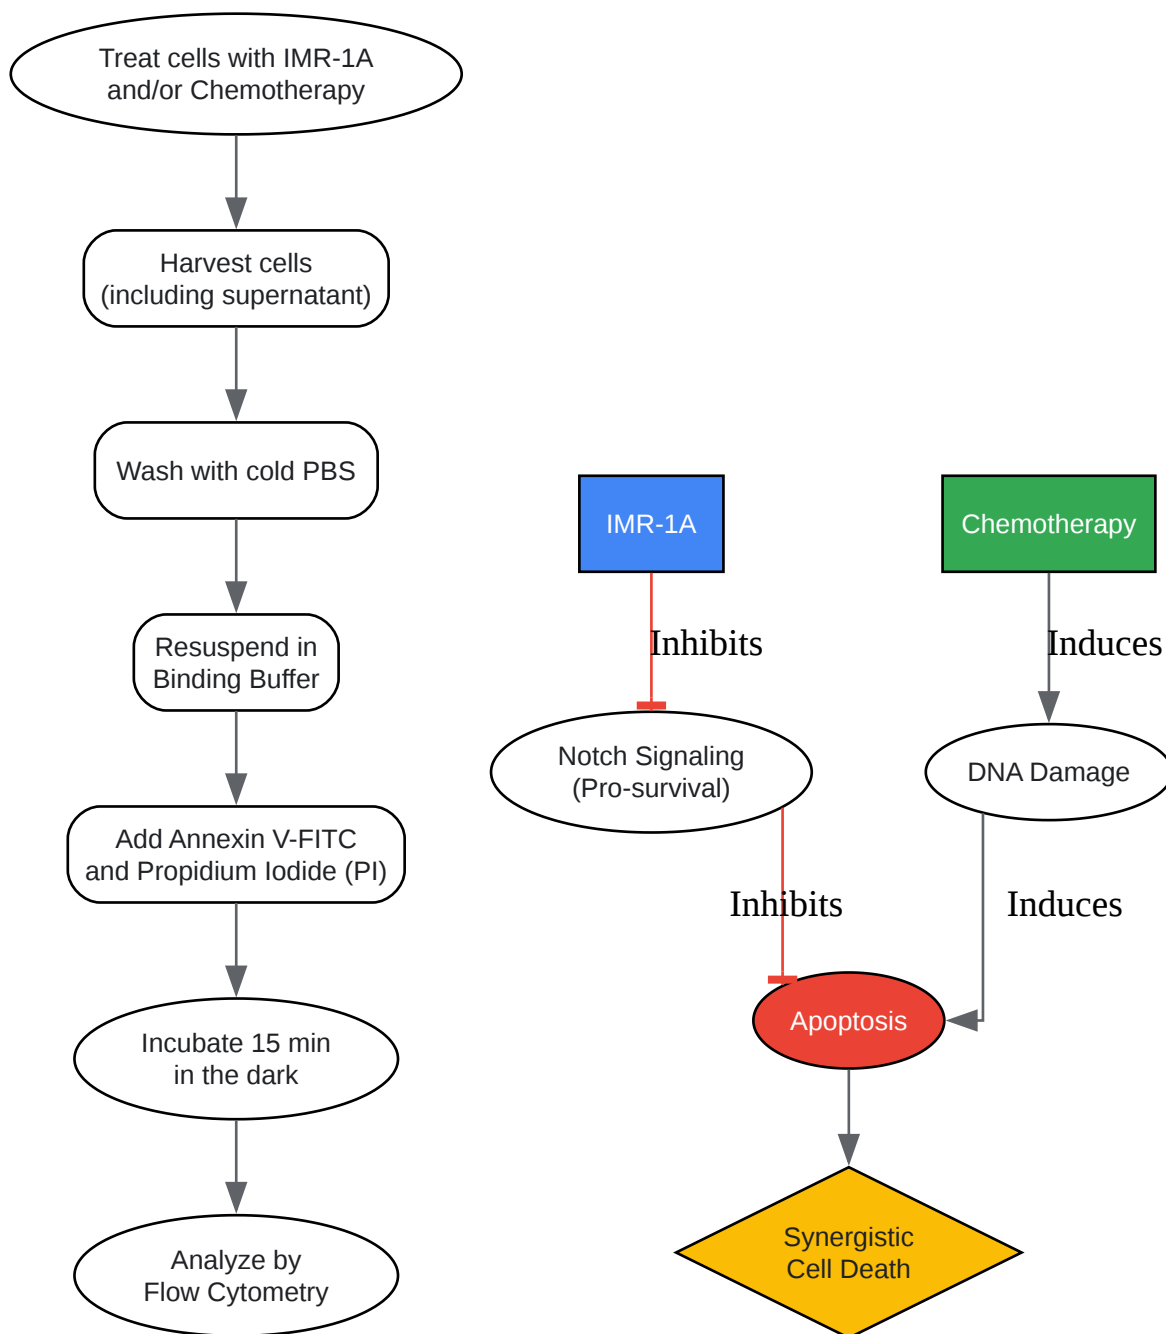 Treat cells with IMR-1A
and/or Chemotherapy
Harvest cells
(including supernatant)
Wash with cold PBS
Resuspend in
Binding Buffer
Add Annexin V-FITC
and Propidium Iodide (PI)
Incubate 15 min
in the dark
Analyze by
Flow Cytometry
IMR-1A
Chemotherapy
Inhibits
Induces
Notch Signaling
(Pro-survival)
DNA Damage
Inhibits
Induces
Apoptosis
Synergistic
Cell Death